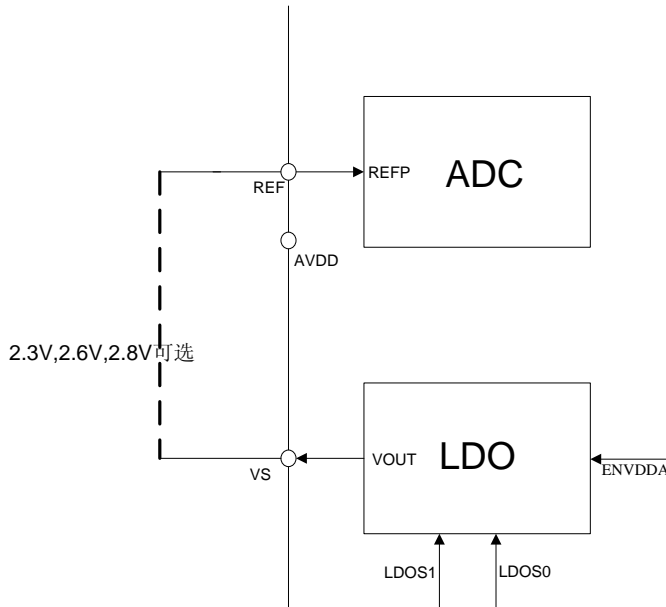 ADC
REFP
REF
AVDD
2.3V,2.6V,2.8V可选
VOUT
LDO
VS
ENVDDA
LDOS1
LDOS0